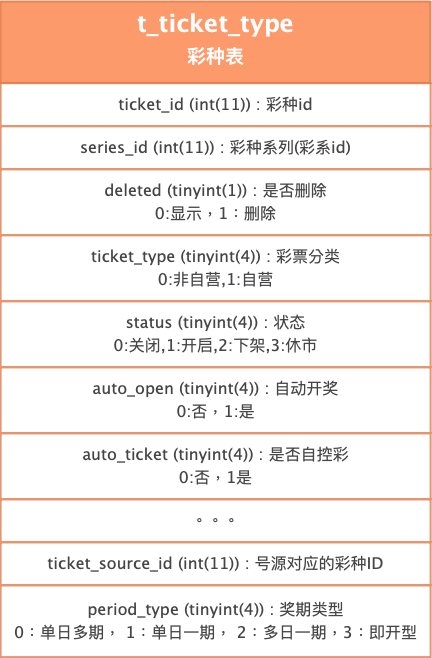 t_ticket_type
彩种表
ticket_id (int(11))：彩种id
series_id (int(11))：彩种系列(彩系id)
deleted (tinyint(1))：是否删除
0:显示，1：删除
ticket_type (tinyint(4))：彩票分类
0:非自营,1:自营
status (tinyint(4))：状态
0:关闭,1:开启,2:下架,3:休市
auto_open (tinyint(4))：自动开奖
0:否，1:是
auto_ticket (tinyint(4))：是否自控彩
0:否，1是
。。。
ticket_source_id (int(11))：号源对应的彩种ID
period_type (tinyint(4))：奖期类型
0：单日多期， 1：单日一期， 2：多日一期，3：即开型